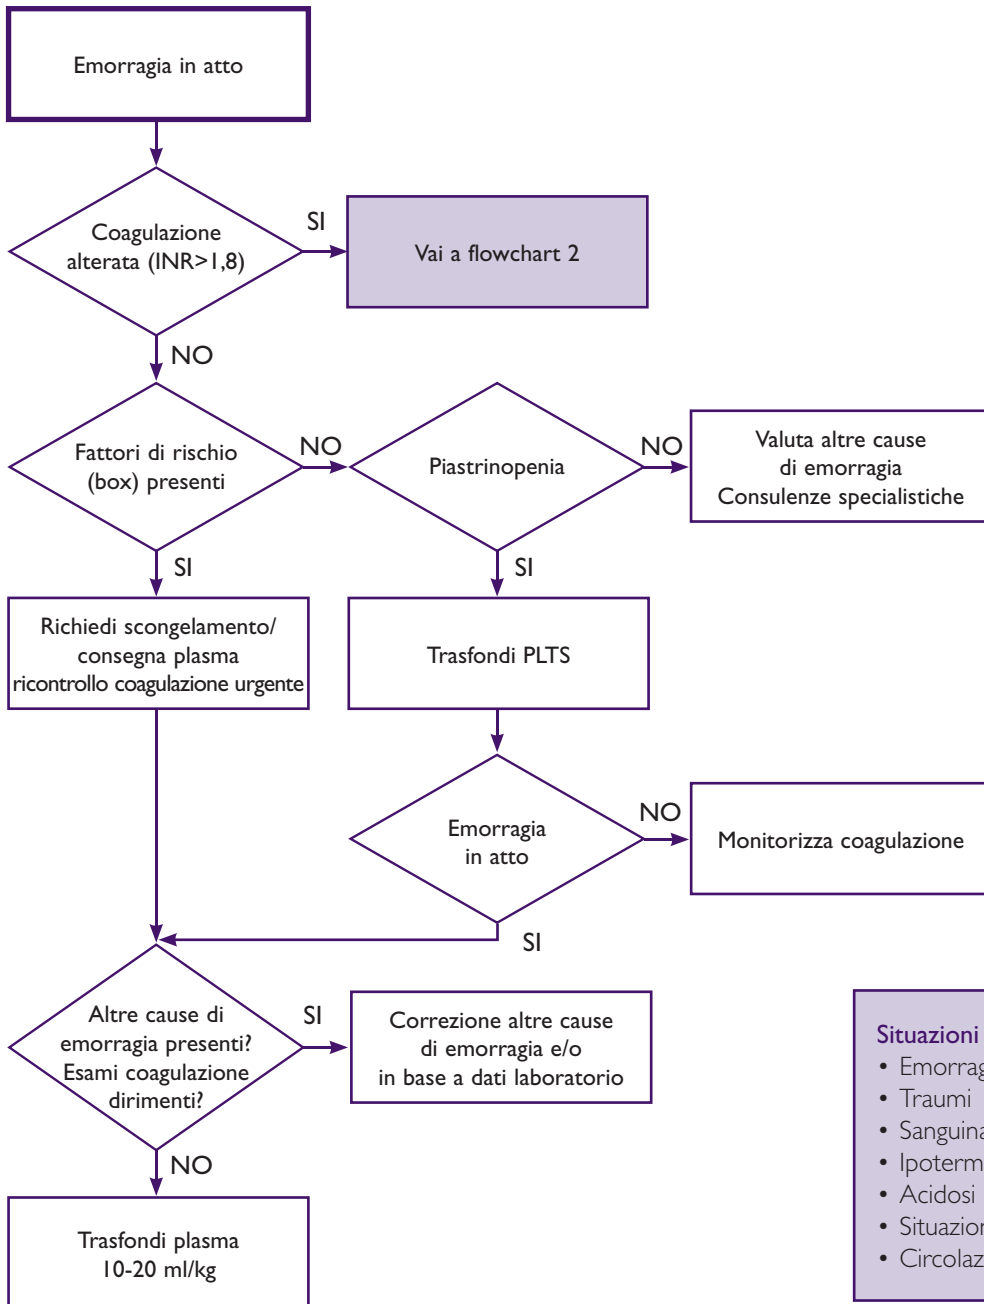 Emorragia in atto
Coagulazione
alterata (INR>1,8)
SI
Vai a flowchart 2
NO
Fattori di rischio
(box) presenti
NO
Piastrinopenia
NO
Valuta altre cause
di emorragia
Consulenze specialistiche
SI
SI
Richiedi scongelamento/
consegna plasma
ricontrollo coagulazione urgente
Trasfondi PLTS
Emorragia
in atto
NO
Monitorizza coagulazione
SI
Altre cause di
emorragia presenti?
Esami coagulazione
dirimenti?
SI
Correzione altre cause
di emorragia e/o
in base a dati laboratorio
NO
Trasfondi plasma
10-20 ml/kg
Situazioni
•
• Traumi
•
•
• Acidosi
•
•